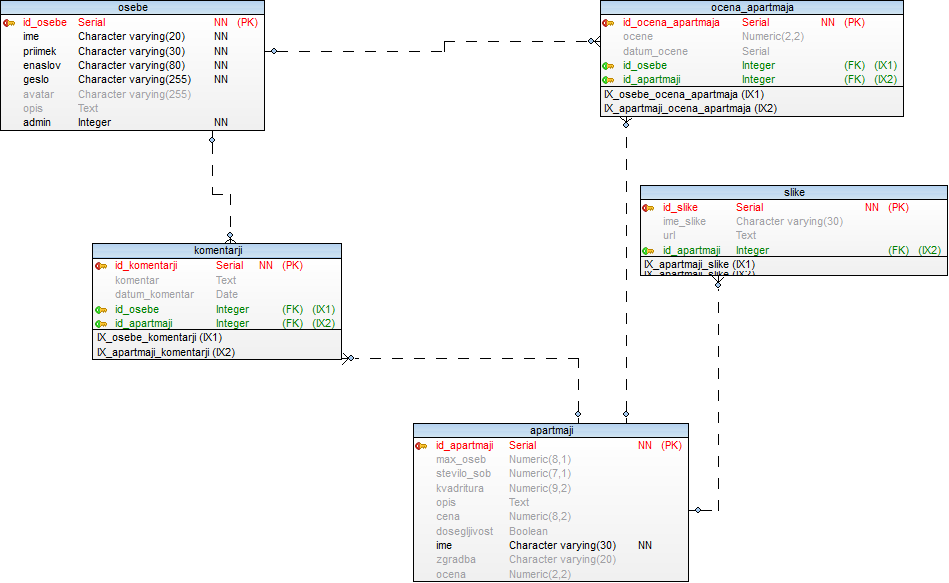 osebe
id_osebe Serial NN (PK)
ime Character varying(20) NN
priimek Character varying(30) NN
enaslov Character varying(80) NN
geslo Character varying(255) NN
avatar Character varying(255)
opis Text
admin Integer NN
ocena_apartmaja
id_ocena_apartmaja Serial NN (PK)
ocene Numeric(2,2)
datum_ocene Serial
id_osebe Integer (FK) (IX1)
id_apartmaji Integer (FK) (IX2)
IX_osebe_ocena_apartmaja (IX1)
IX_apartmaji_ocena_apartmaja (IX2)
slike
id_slike Serial NN (PK)
ime_slike Character varying(30)
url Text
id_apartmaji Integer (FK) (IX2)
IX_apartmaji_slike (IX1)
IX_apartmaji_slike (IX2)
komentarji
id_komentarji Serial NN (PK)
komentar Text
datum_komentar Date
id_osebe Integer (FK) (IX1)
id_apartmaji Integer (FK) (IX2)
IX_osebe_komentarji (IX1)
IX_apartmaji_komentarji (IX2)
apartmaji
id_apartmaji Serial NN (PK)
max_oseb Numeric(8,1)
stevilo_sob Numeric(7,1)
kvadritura Numeric(9,2)
opis Text
cena Numeric(8,2)
dosegljivost Boolean
ime Character varying(30) NN
zgradba Character varying(20)
ocena Numeric(2,2)